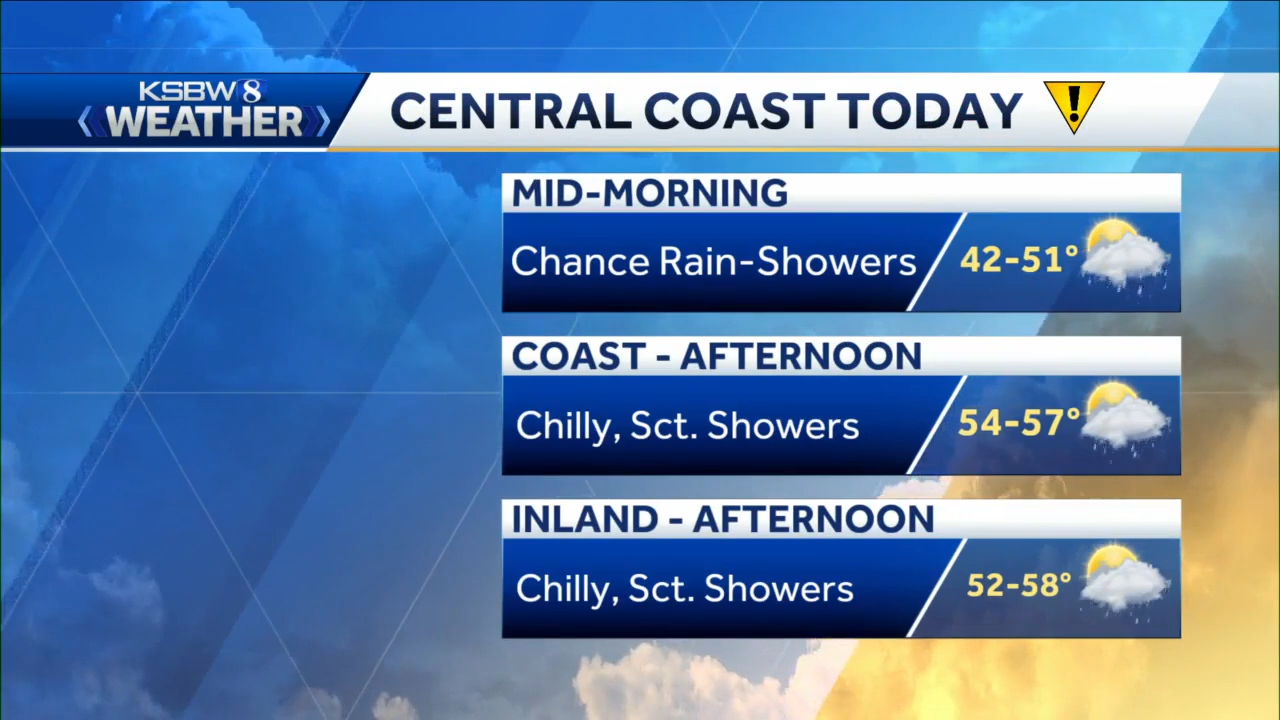 KSBW 8
WEATHER
CENTRAL COAST TODAY
!
MID-MORNING
Chance Rain-Showers
42-51°
COAST - AFTERNOON
Chilly, Sct. Showers
54-57°
INLAND - AFTERNOON
Chilly, Sct. Showers
52-58°